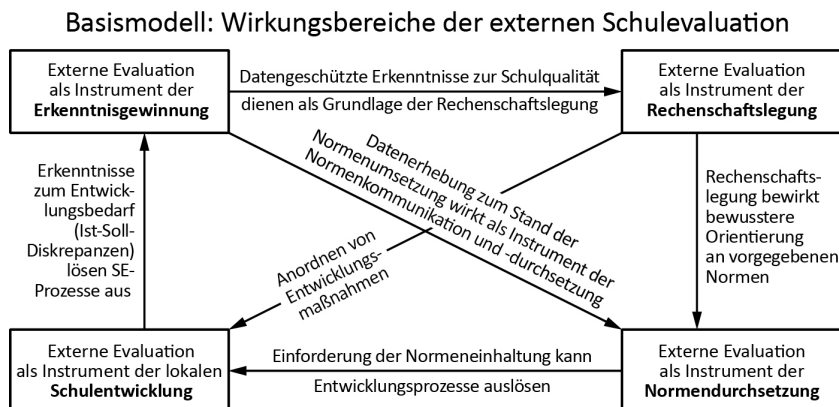 Basismodell: Wirkungsbereiche der externen Schulevaluation
Externe Evaluation
als Instrument der
Erkenntnisgewinnung
Datengeschützte Erkenntnisse zur Schulqualität
dienen als Grundlage der Rechenschaftslegung
Externe Evaluation
als Instrument der
Rechenschaftslegung
Erkenntnisse
zum Entwick-
lungsbedarf
(Ist-Soll-
Diskrepanzen)
lösen SE-
Prozesse aus
Datenerhebung zum Stand der
Normenumsetzung wirkt als Instrument der
Normenkommunikation und -durchsetzung
Anordnen von
Entwicklungs-
maßnahmen
Rechenschafts-
legung bewirkt
bewusstere
Orientierung
an vorgegebenen
Normen
Externe Evaluation
als Instrument der lokalen
Schulentwicklung
Einforderung der Normeneinhaltung kann
Entwicklungsprozesse auslösen
Externe Evaluation
als Instrument der
Normendurchsetzung